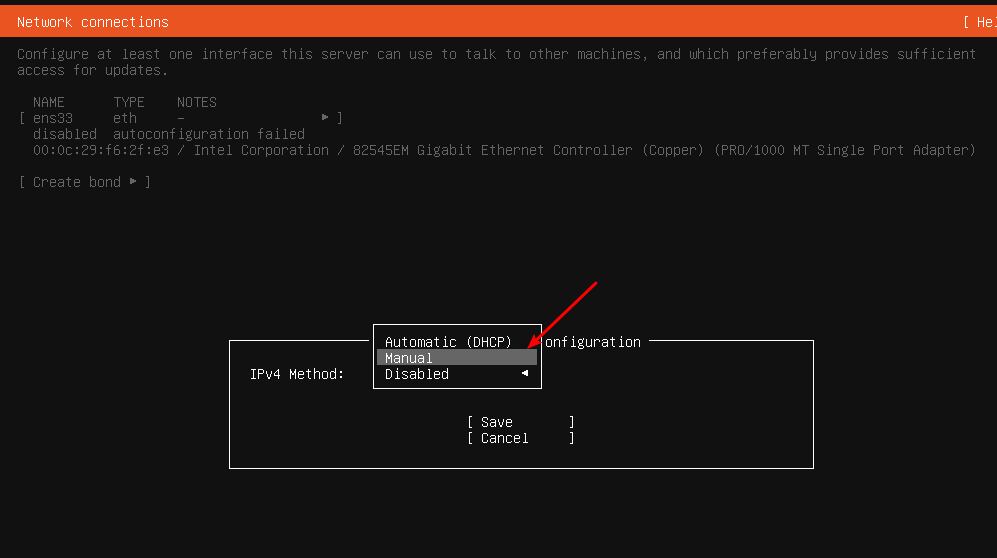 Network connections [ Hel
Configure at least one interface this server can use to talk to other machines, and which preferably provides sufficient
access for updates.
NAME TYPE NOTES
[ ens33 eth – ▸ ]
disabled autoconfiguration failed
00:0c:29:f6:2f:e3 / Intel Corporation / 82545EM Gigabit Ethernet Controller (Copper) (PRO/1000 MT Single Port Adapter)
[ Create bond ▸ ]
Automatic (DHCP) onfiguration
Manual
IPv4 Method: Disabled ◂
[ Save ]
[ Cancel ]